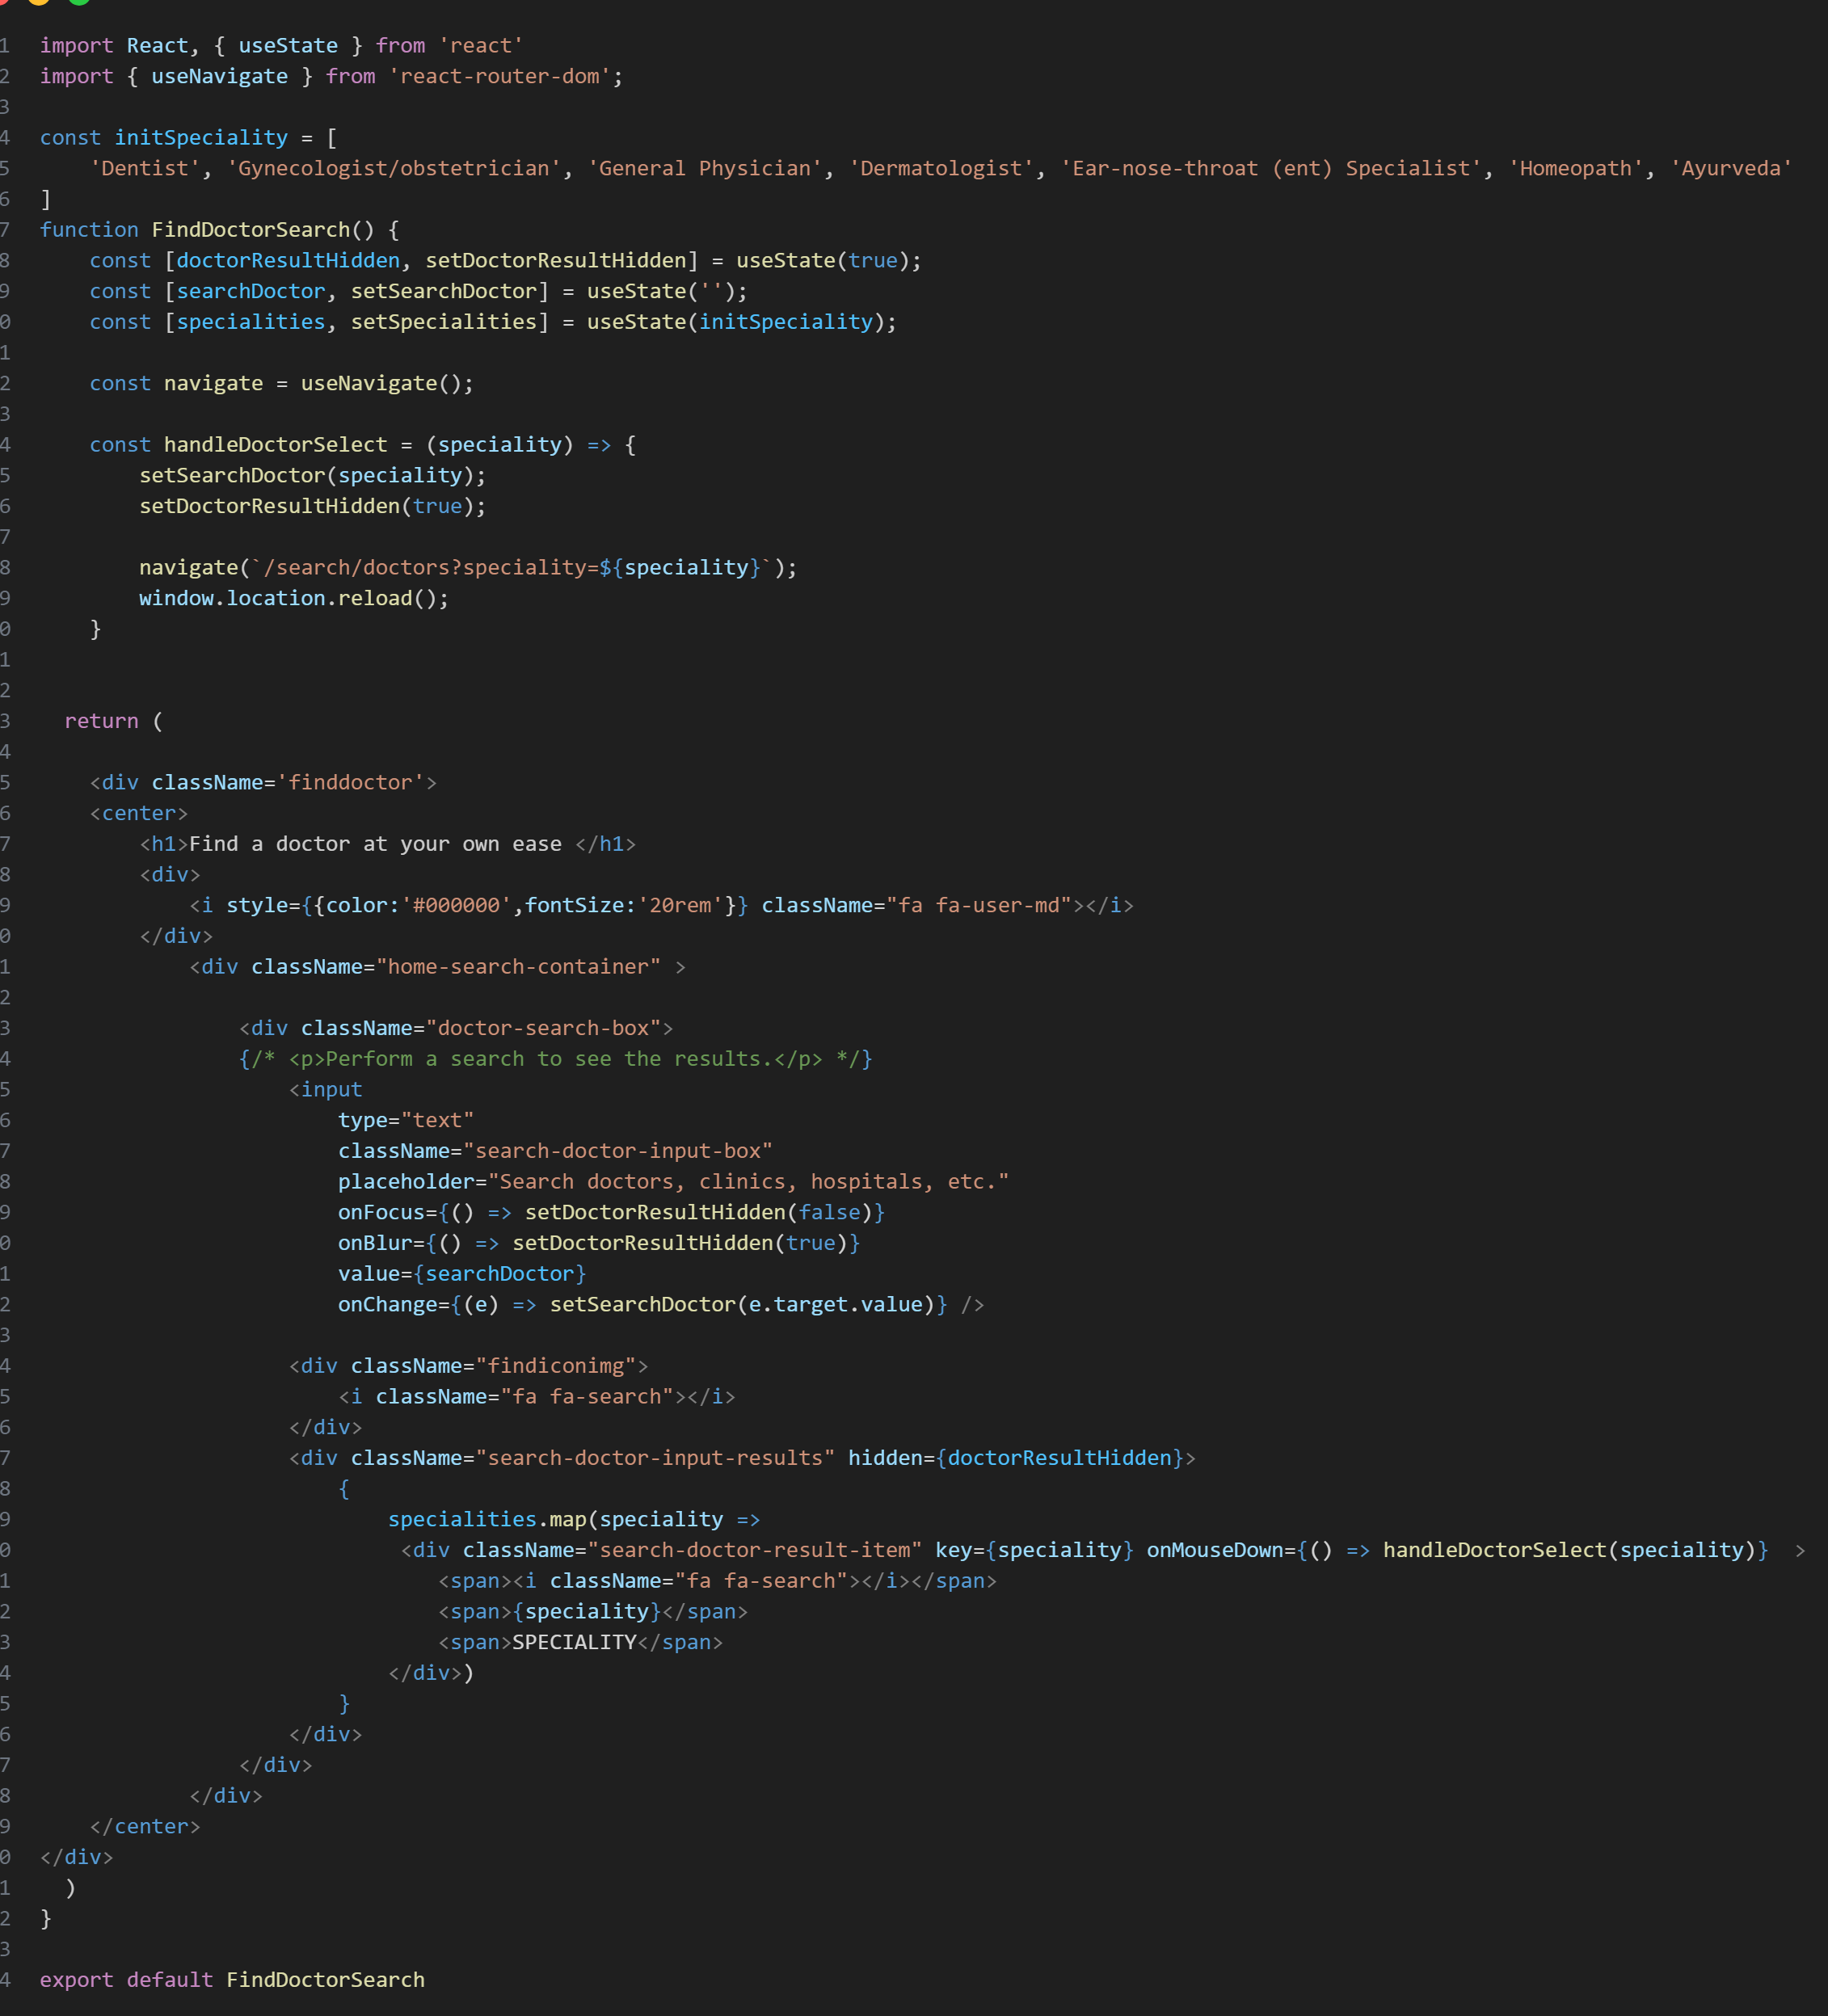 1 import React, { useState } from 'react'
2 import { useNavigate } from 'react-router-dom';
3
4 const initSpeciality = [
5     'Dentist', 'Gynecologist/obstetrician', 'General Physician', 'Dermatologist', 'Ear-nose-throat (ent) Specialist', 'Homeopath', 'Ayurveda'
6 ]
7 function FindDoctorSearch() {
8     const [doctorResultHidden, setDoctorResultHidden] = useState(true);
9     const [searchDoctor, setSearchDoctor] = useState('');
0     const [specialities, setSpecialities] = useState(initSpeciality);
1
2     const navigate = useNavigate();
3
4     const handleDoctorSelect = (speciality) => {
5         setSearchDoctor(speciality);
6         setDoctorResultHidden(true);
7
8         navigate(`/search/doctors?speciality=${speciality}`);
9         window.location.reload();
0     }
1
2
3   return (
4
5     <div className='finddoctor'>
6     <center>
7         <h1>Find a doctor at your own ease </h1>
8         <div>
9             <i style={{color:'#000000',fontSize:'20rem'}} className="fa fa-user-md"></i>
0         </div>
1             <div className="home-search-container" >
2
3                 <div className="doctor-search-box">
4                 {/* <p>Perform a search to see the results.</p> */}
5                     <input
6                         type="text"
7                         className="search-doctor-input-box"
8                         placeholder="Search doctors, clinics, hospitals, etc."
9                         onFocus={() => setDoctorResultHidden(false)}
0                         onBlur={() => setDoctorResultHidden(true)}
1                         value={searchDoctor}
2                         onChange={(e) => setSearchDoctor(e.target.value)} />
3
4                     <div className="findiconimg">
5                         <i className="fa fa-search"></i>
6                     </div>
7                     <div className="search-doctor-input-results" hidden={doctorResultHidden}>
8                         {
9                             specialities.map(speciality =>
0                              <div className="search-doctor-result-item" key={speciality} onMouseDown={() => handleDoctorSelect(speciality)}  >
1                                 <span><i className="fa fa-search"></i></span>
2                                 <span>{speciality}</span>
3                                 <span>SPECIALITY</span>
4                             </div>)
5                         }
6                     </div>
7                 </div>
8             </div>
9     </center>
0 </div>
1   )
2 }
3
4 export default FindDoctorSearch